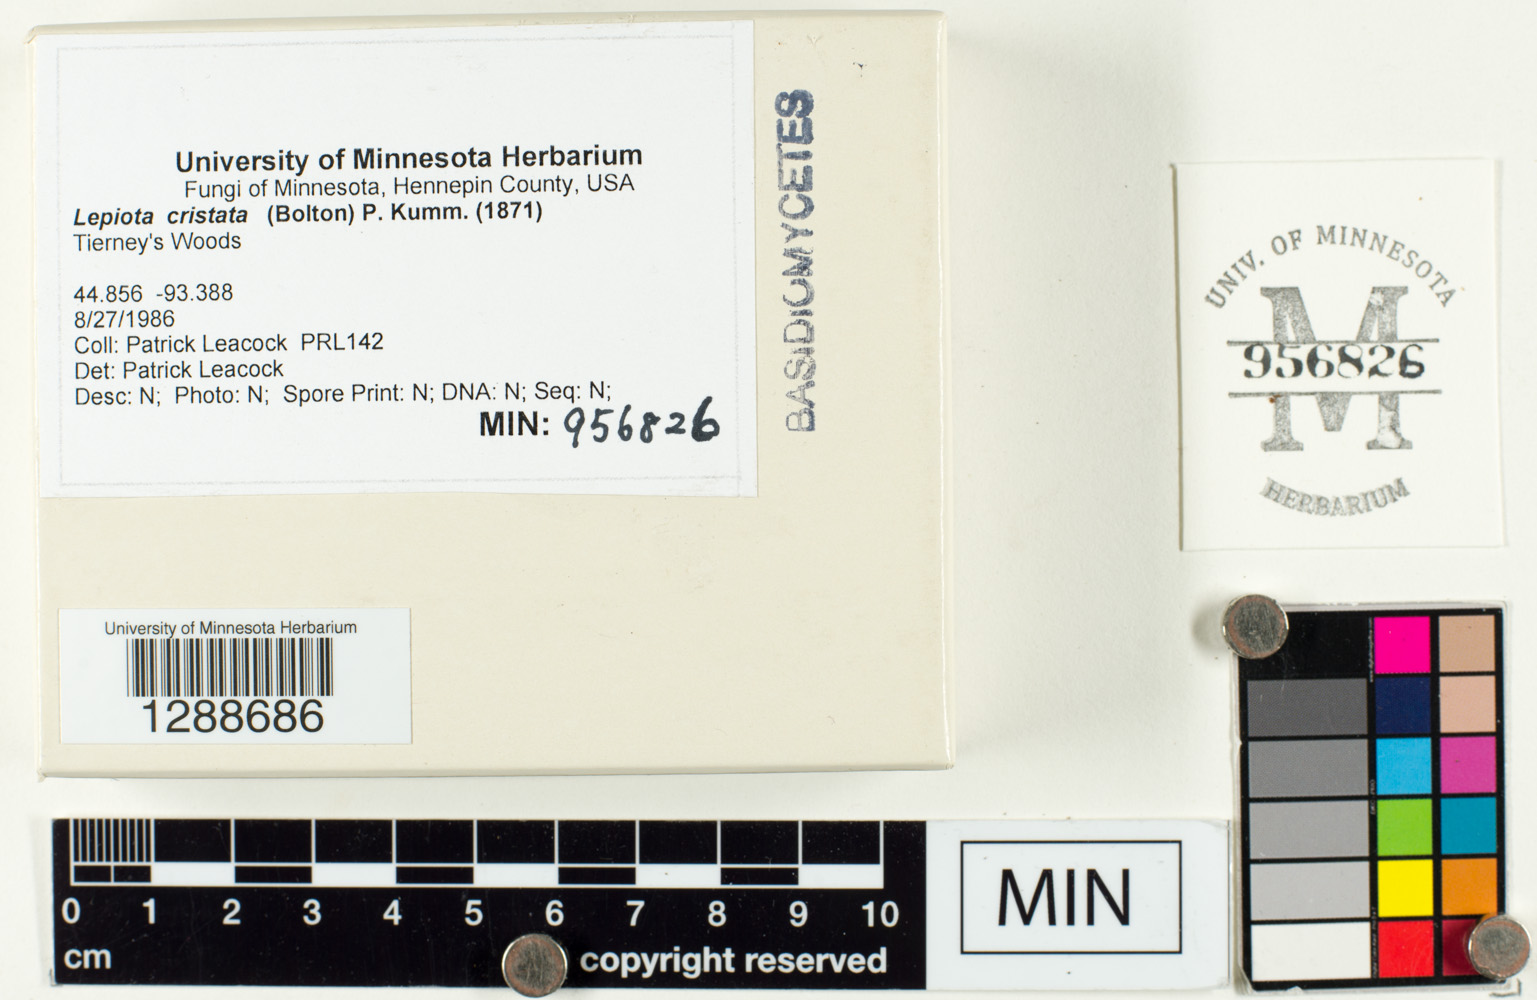 University of Minnesota Herbarium
Fungi of Minnesota, Hennepin County, USA
Lepiota cristata (Bolton) P. Kumm. (1871)
Tierney's Woods
44.856 -93.388
8/27/1986
Coll: Patrick Leacock PRL142
Det: Patrick Leacock
Desc: N; Photo: N; Spore Print: N; DNA: N; Seq: N;
MIN: 956826
BASIDIOMYCETES
UNIV. OF MINNESOTA
M
956826
HERBARIUM
University of Minnesota Herbarium
1288686
0 1 2 3 4 5 6 7 8 9 10
cm copyright reserved
MIN